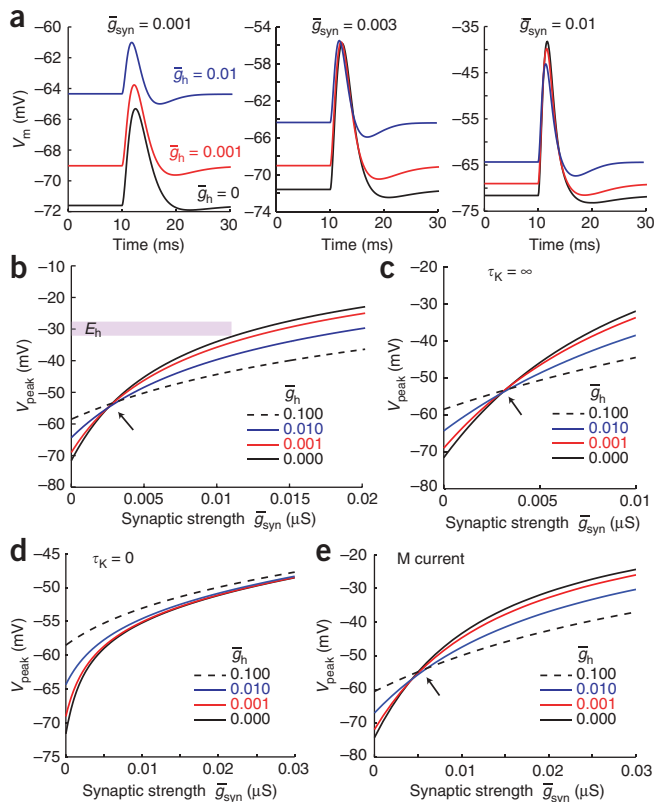 a
ḡsyn = 0.001
ḡsyn = 0.003
ḡsyn = 0.01
Vm (mV)
−60
−62
−64
−66
−68
−70
−72
ḡh = 0.01
ḡh = 0.001
ḡh = 0
0 10 20 30
Time (ms)
−54
−58
−62
−66
−70
−74
0 10 20 30
Time (ms)
−35
−45
−55
−65
−75
0 10 20 30
Time (ms)
b
Vpeak (mV)
−10
−20
−30
−40
−50
−60
−70
−80
Eh
ḡh
0.100
0.010
0.001
0.000
0 0.005 0.01 0.015 0.02
Synaptic strength ḡsyn (µS)
c
τK = ∞
Vpeak (mV)
−20
−30
−40
−50
−60
−70
−80
ḡh
0.100
0.010
0.001
0.000
0 0.005 0.01
Synaptic strength ḡsyn (µS)
d
τK = 0
Vpeak (mV)
−45
−50
−55
−60
−65
−70
−75
ḡh
0.100
0.010
0.001
0.000
0 0.01 0.02 0.03
Synaptic strength ḡsyn (µS)
e
M current
Vpeak (mV)
−20
−30
−40
−50
−60
−70
−80
ḡh
0.100
0.010
0.001
0.000
0 0.01 0.02 0.03
Synaptic strength ḡsyn (µS)